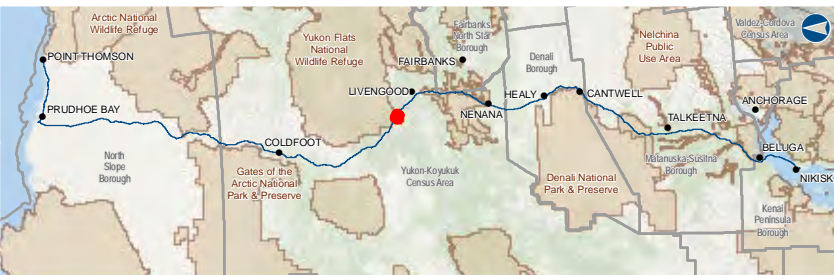 Arctic National
Wildlife Refuge
POINT THOMSON
PRUDHOE BAY
North
Slope
Borough
COLDFOOT
Gates of the
Arctic National
Park & Preserve
Yukon Flats
National
Wildlife Refuge
LIVENGOOD
FAIRBANKS
Fairbanks
North Star
Borough
Yukon-Koyukuk
Census Area
NENANA
HEALY
Denali
Borough
CANTWELL
Denali National
Park & Preserve
Nelchina
Public
Use Area
TALKEETNA
Matanuska-Susitna
Borough
Valdez-Cordova
Census Area
ANCHORAGE
BELUGA
NIKISKI
Kenai
Peninsula
Borough